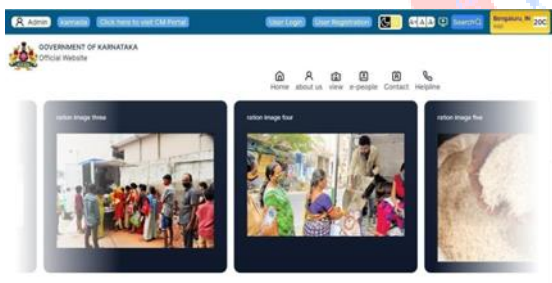 Admin kannada Click here to visit CM Portal User Login User Registration A+ A A- Search Bengaluru, IN 20C
GOVERNMENT OF KARNATAKA
Official Website
Home about us view e-people Contact Helpline
ration image three ration image four ration image five